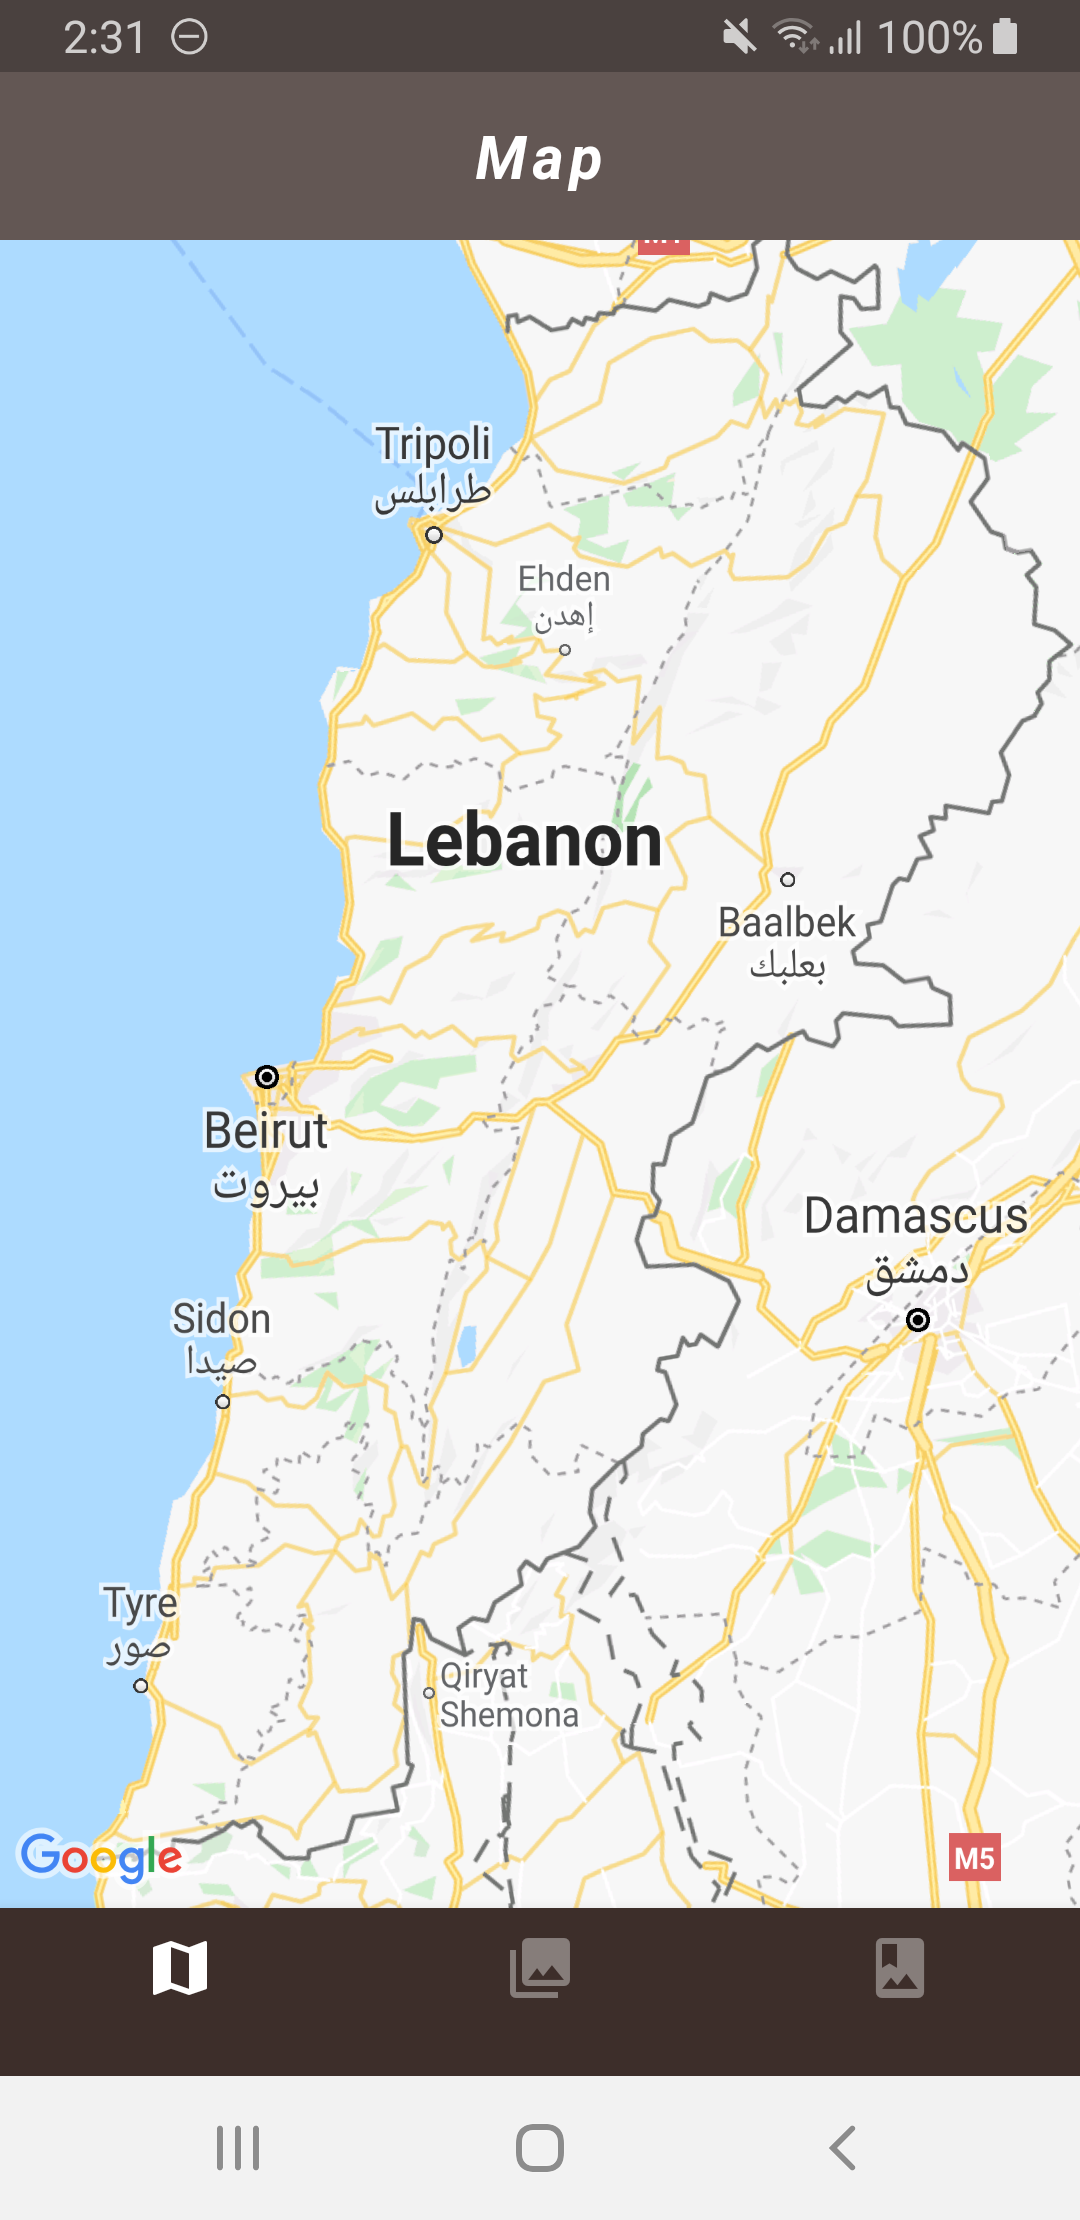 2:31
100%
Map
Tripoli
طرابلس
Ehden
إهدن
Lebanon
Baalbek
بعلبك
Beirut
بيروت
Damascus
دمشق
Sidon
صيدا
Tyre
صور
Qiryat
Shemona
Google
M5